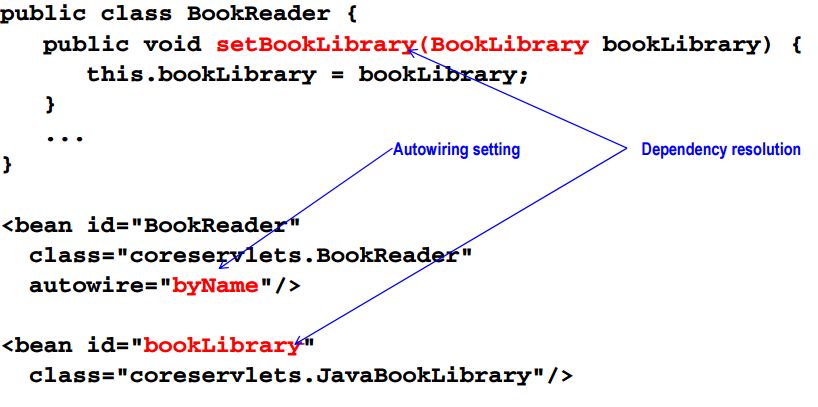 public class BookReader {
public void setBookLibrary(BookLibrary bookLibrary) {
this.bookLibrary = bookLibrary;
}
...
}
Autowiring setting
Dependency resolution
<bean id="BookReader"
class="coreservlets.BookReader"
autowire="byName"/>
<bean id="bookLibrary"
class="coreservlets.JavaBookLibrary"/>